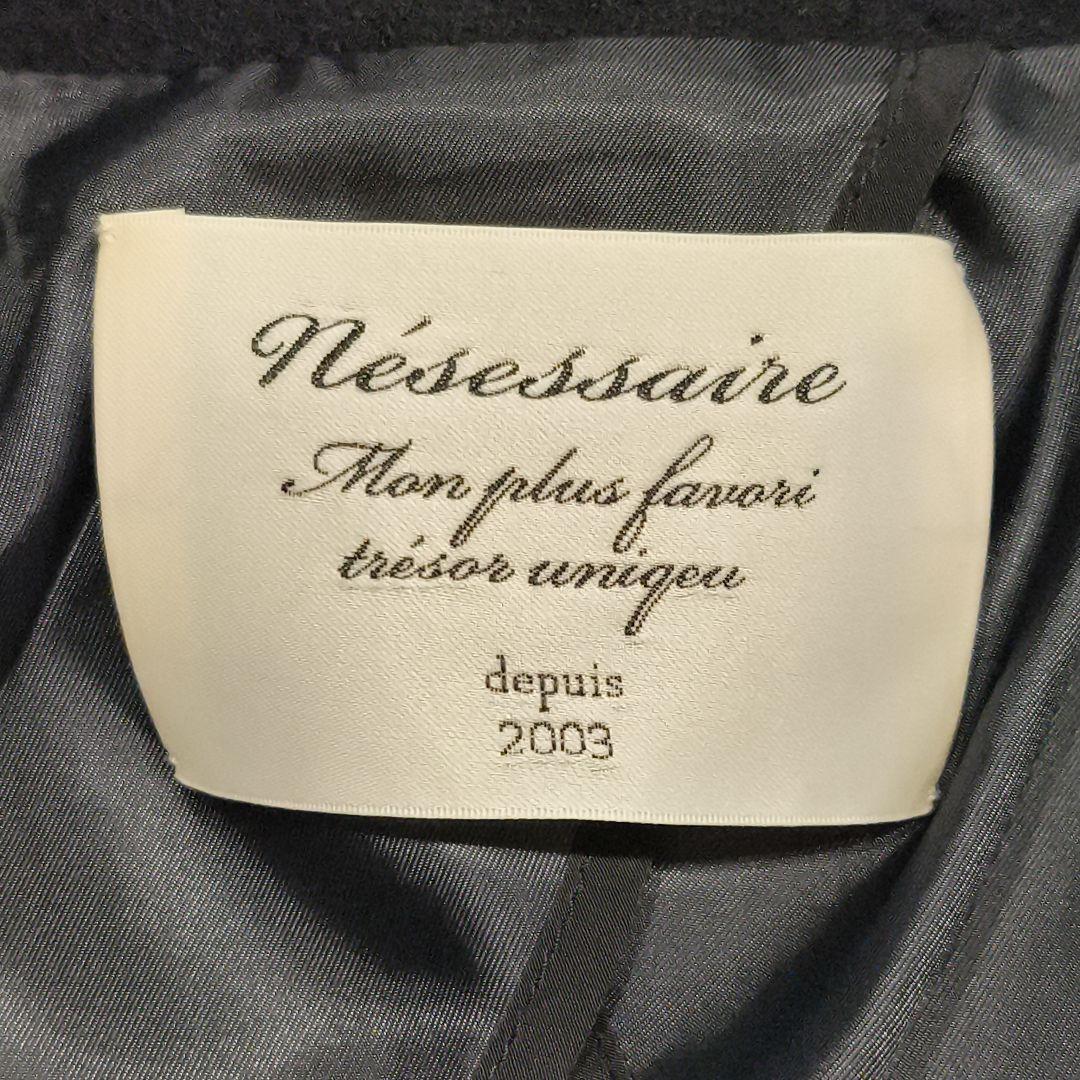 Nésessaire
Mon plus favori
trésor uniqeu
depuis
2003